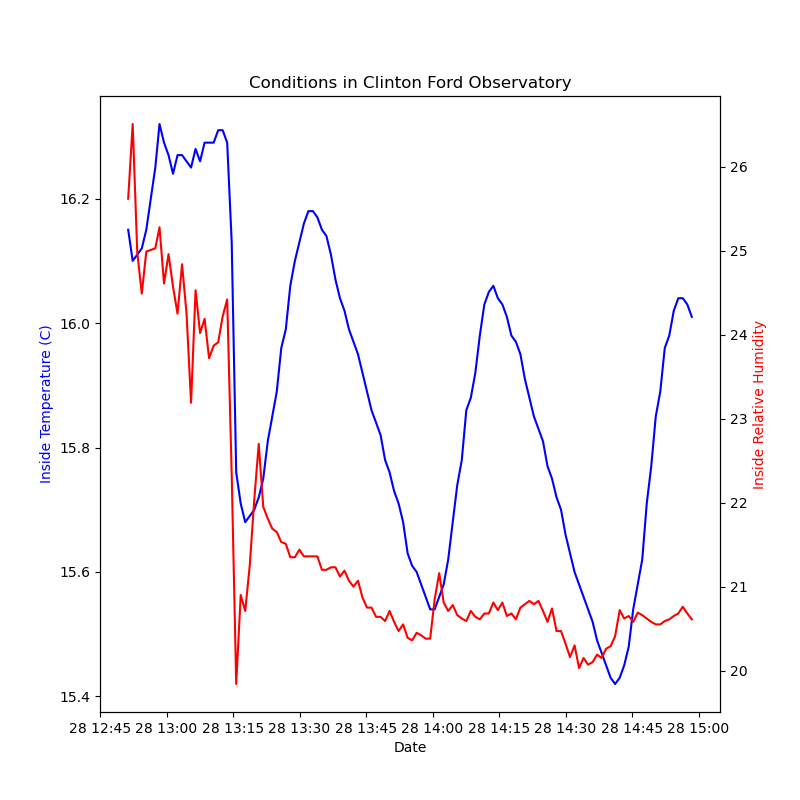 Conditions in Clinton Ford Observatory
16.2
16.0
15.8
15.6
15.4
Inside Temperature (C)
26
25
24
23
22
21
20
Inside Relative Humidity
28 12:45 28 13:00 28 13:15 28 13:30 28 13:45 28 14:00 28 14:15 28 14:30 28 14:45 28 15:00
Date